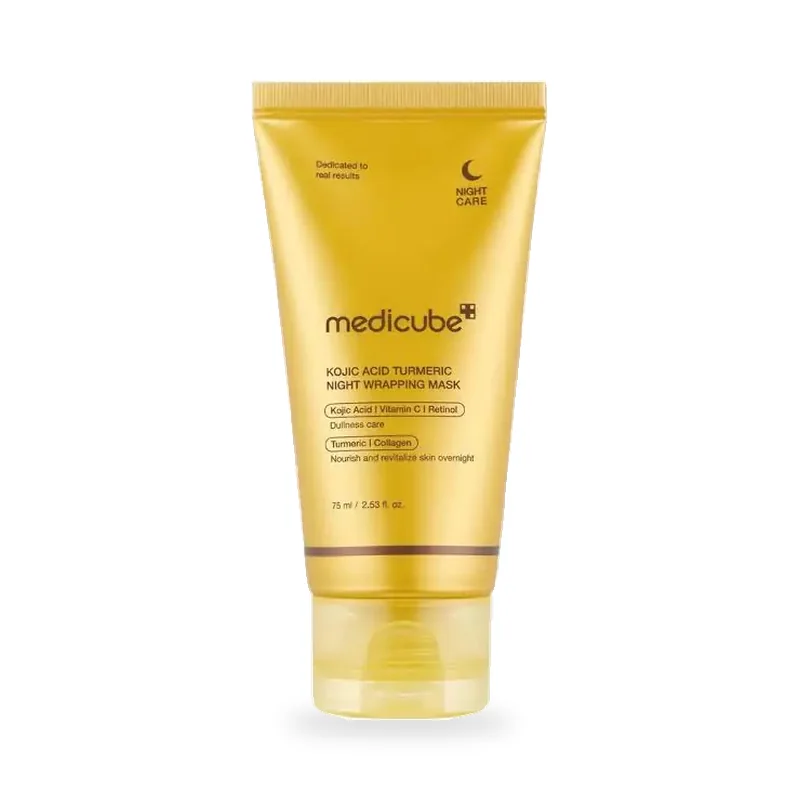 Dedicated to
real results
NIGHT
CARE
medicube
KOJIC ACID TURMERIC
NIGHT WRAPPING MASK
Kojic Acid | Vitamin C | Retinol
Dullness care
Turmeric | Collagen
Nourish and revitalize skin overnight
75 ml / 2.53 fl. oz.